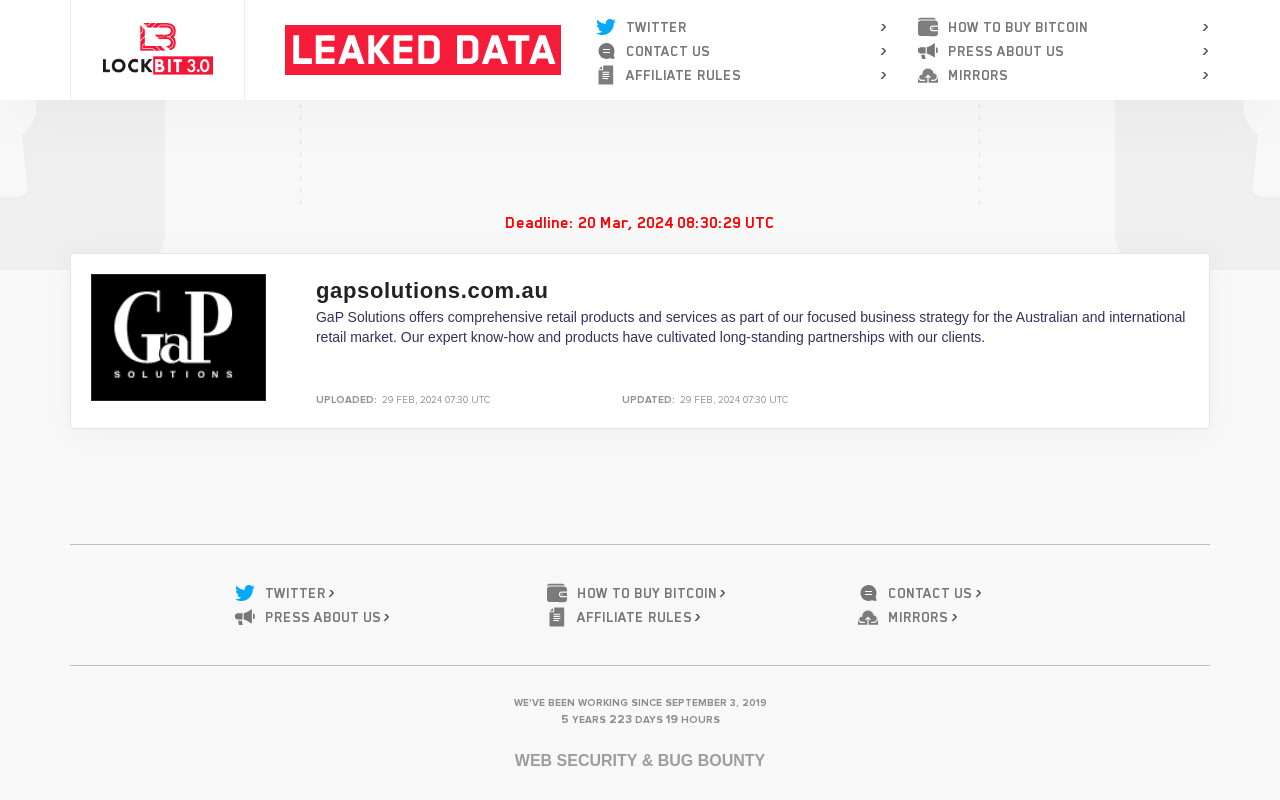 LOCKBIT 3.0
LEAKED DATA
TWITTER
CONTACT US
AFFILIATE RULES
HOW TO BUY BITCOIN
PRESS ABOUT US
MIRRORS
Deadline: 20 Mar, 2024 08:30:29 UTC
GaP
SOLUTIONS
gapsolutions.com.au
GaP Solutions offers comprehensive retail products and services as part of our focused business strategy for the Australian and international
retail market. Our expert know-how and products have cultivated long-standing partnerships with our clients.
UPLOADED: 29 FEB, 2024 07:30 UTC UPDATED: 29 FEB, 2024 07:30 UTC
TWITTER HOW TO BUY BITCOIN CONTACT US
PRESS ABOUT US AFFILIATE RULES MIRRORS
WE'VE BEEN WORKING SINCE SEPTEMBER 3, 2019
5 YEARS 223 DAYS 19 HOURS
WEB SECURITY & BUG BOUNTY